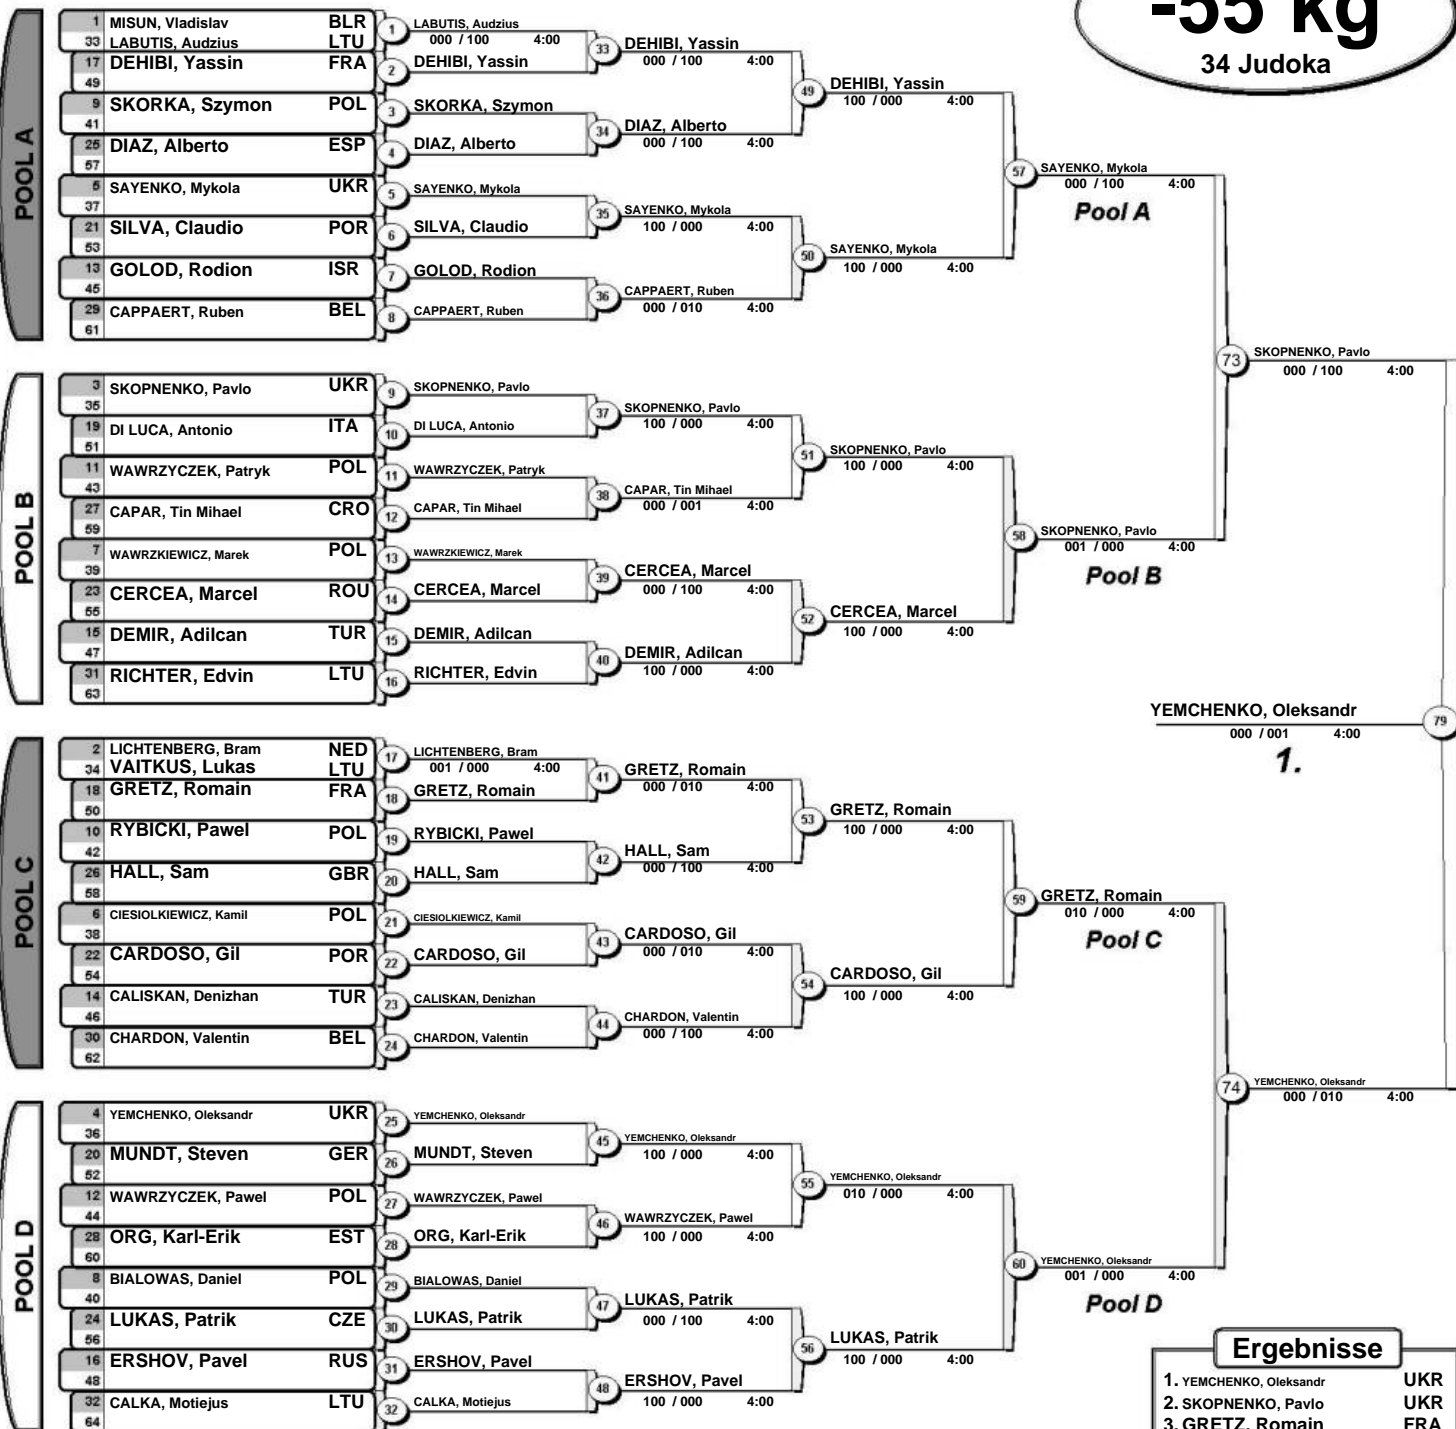 -55 kg
34 Judoka
POOL A
1 MISUN, Vladislav BLR
33 LABUTIS, Audzius LTU
17 DEHIBI, Yassin FRA
49
9 SKORKA, Szymon POL
41
25 DIAZ, Alberto ESP
57
5 SAYENKO, Mykola UKR
37
21 SILVA, Claudio POR
53
13 GOLOD, Rodion ISR
45
29 CAPPAERT, Ruben BEL
61
1 LABUTIS, Audzius
000 / 100 4:00
2 DEHIBI, Yassin
3 SKORKA, Szymon
4 DIAZ, Alberto
5 SAYENKO, Mykola
6 SILVA, Claudio
7 GOLOD, Rodion
8 CAPPAERT, Ruben
33 DEHIBI, Yassin
000 / 100 4:00
34 DIAZ, Alberto
000 / 100 4:00
35 SAYENKO, Mykola
100 / 000 4:00
36 CAPPAERT, Ruben
000 / 010 4:00
49 DEHIBI, Yassin
100 / 000 4:00
50 SAYENKO, Mykola
100 / 000 4:00
57 SAYENKO, Mykola
000 / 100 4:00
Pool A
POOL B
3 SKOPNENKO, Pavlo UKR
35
19 DI LUCA, Antonio ITA
51
11 WAWRZYCZEK, Patryk POL
43
27 CAPAR, Tin Mihael CRO
59
7 WAWRZKIEWICZ, Marek POL
39
23 CERCEA, Marcel ROU
55
15 DEMIR, Adilcan TUR
47
31 RICHTER, Edvin LTU
63
9 SKOPNENKO, Pavlo
10 DI LUCA, Antonio
11 WAWRZYCZEK, Patryk
12 CAPAR, Tin Mihael
13 WAWRZKIEWICZ, Marek
14 CERCEA, Marcel
15 DEMIR, Adilcan
16 RICHTER, Edvin
37 SKOPNENKO, Pavlo
100 / 000 4:00
38 CAPAR, Tin Mihael
000 / 001 4:00
39 CERCEA, Marcel
000 / 100 4:00
40 DEMIR, Adilcan
100 / 000 4:00
51 SKOPNENKO, Pavlo
100 / 000 4:00
52 CERCEA, Marcel
100 / 000 4:00
58 SKOPNENKO, Pavlo
001 / 000 4:00
Pool B
73 SKOPNENKO, Pavlo
000 / 100 4:00
YEMCHENKO, Oleksandr 79
000 / 001 4:00
1.
POOL C
2 LICHTENBERG, Bram NED
34 VAITKUS, Lukas LTU
18 GRETZ, Romain FRA
50
10 RYBICKI, Pawel POL
42
26 HALL, Sam GBR
58
6 CIESIOLKIEWICZ, Kamil POL
38
22 CARDOSO, Gil POR
54
14 CALISKAN, Denizhan TUR
46
30 CHARDON, Valentin BEL
62
17 LICHTENBERG, Bram
001 / 000 4:00
18 GRETZ, Romain
19 RYBICKI, Pawel
20 HALL, Sam
21 CIESIOLKIEWICZ, Kamil
22 CARDOSO, Gil
23 CALISKAN, Denizhan
24 CHARDON, Valentin
41 GRETZ, Romain
000 / 010 4:00
42 HALL, Sam
000 / 100 4:00
43 CARDOSO, Gil
000 / 010 4:00
44 CHARDON, Valentin
000 / 100 4:00
53 GRETZ, Romain
100 / 000 4:00
54 CARDOSO, Gil
100 / 000 4:00
59 GRETZ, Romain
010 / 000 4:00
Pool C
74 YEMCHENKO, Oleksandr
000 / 010 4:00
POOL D
4 YEMCHENKO, Oleksandr UKR
36
20 MUNDT, Steven GER
52
12 WAWRZYCZEK, Pawel POL
44
28 ORG, Karl-Erik EST
60
8 BIALOWAS, Daniel POL
40
24 LUKAS, Patrik CZE
56
16 ERSHOV, Pavel RUS
48
32 CALKA, Motiejus LTU
64
25 YEMCHENKO, Oleksandr
26 MUNDT, Steven
27 WAWRZYCZEK, Pawel
28 ORG, Karl-Erik
29 BIALOWAS, Daniel
30 LUKAS, Patrik
31 ERSHOV, Pavel
32 CALKA, Motiejus
45 YEMCHENKO, Oleksandr
100 / 000 4:00
46 WAWRZYCZEK, Pawel
100 / 000 4:00
47 LUKAS, Patrik
000 / 100 4:00
48 ERSHOV, Pavel
100 / 000 4:00
55 YEMCHENKO, Oleksandr
010 / 000 4:00
56 LUKAS, Patrik
100 / 000 4:00
60 YEMCHENKO, Oleksandr
001 / 000 4:00
Pool D
Ergebnisse
1. YEMCHENKO, Oleksandr UKR
2. SKOPNENKO, Pavlo UKR
3. GRETZ, Romain FRA